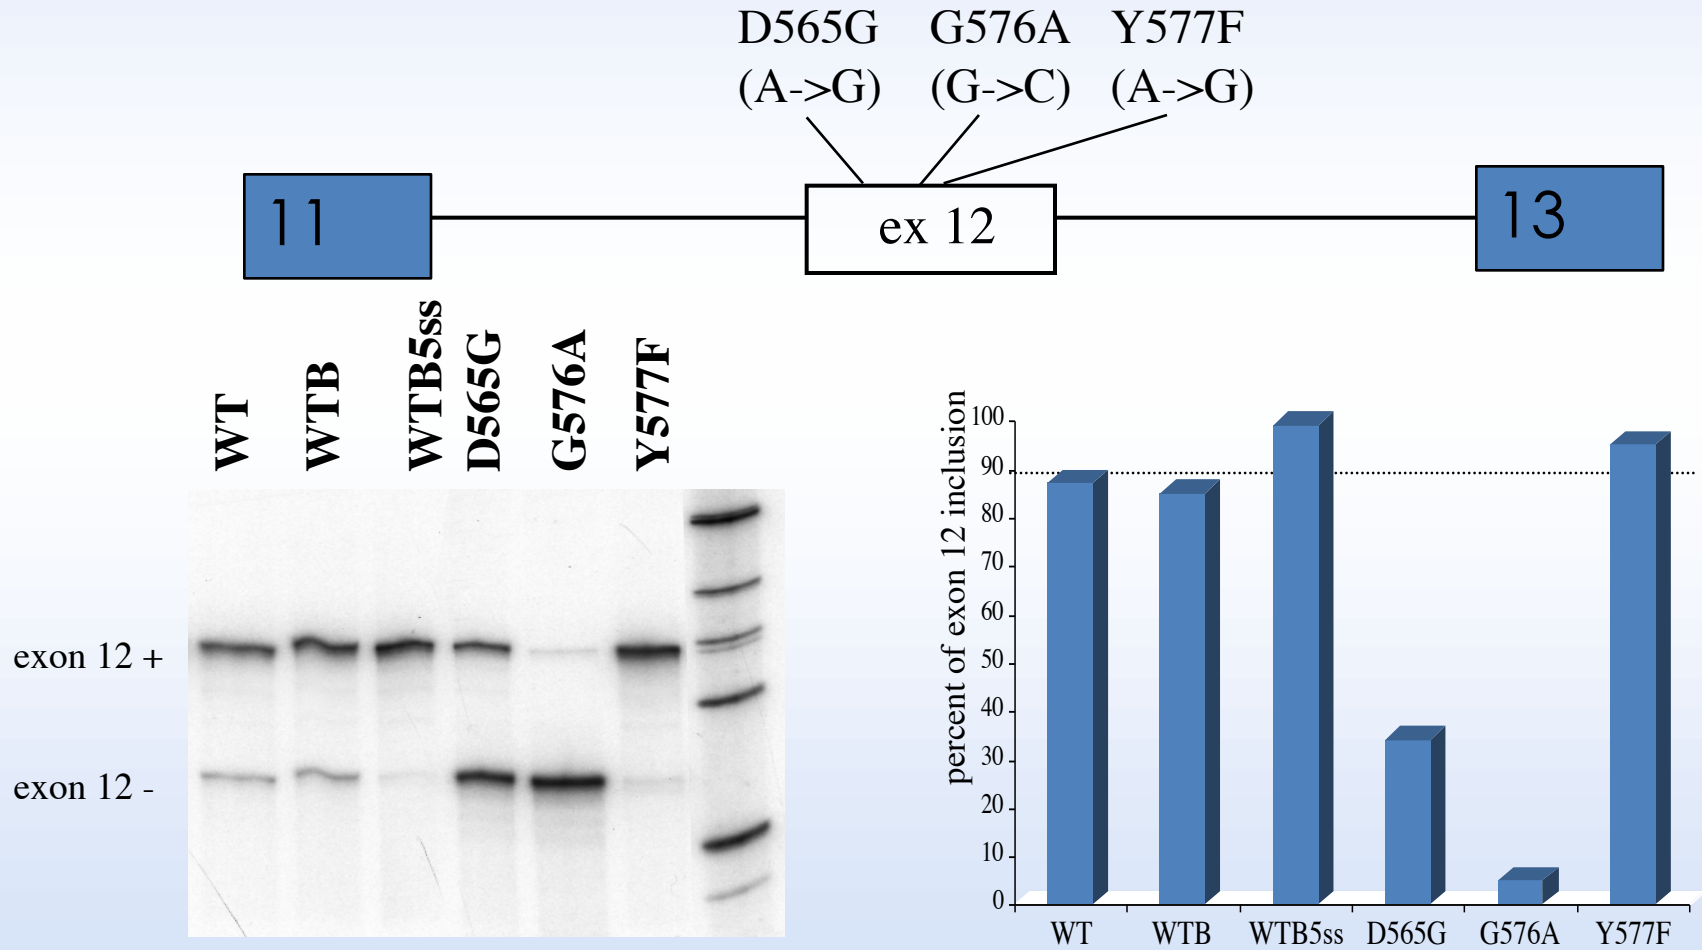 D565G G576A Y577F
(A->G) (G->C) (A->G)
11
ex 12
13
WT
WTB
WTB5ss
D565G
G576A
Y577F
exon 12 +
exon 12 -
percent of exon 12 inclusion
100
90
80
70
60
50
40
30
20
10
0
WT WTB WTB5ss D565G G576A Y577F